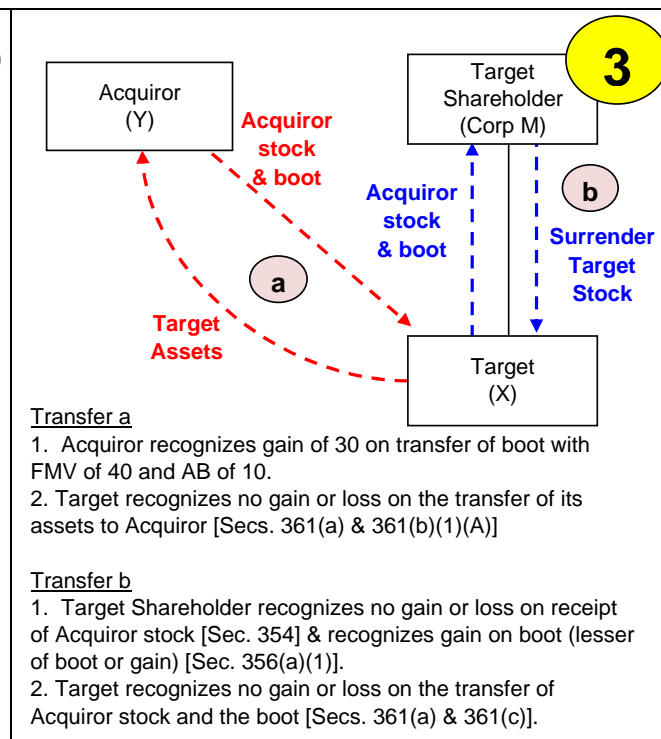 )
3
Acquiror
(Y)
Target
Shareholder
(Corp M)
Acquiror
stock
& boot
Acquiror
stock
& boot
b
Surrender
Target
Stock
a
Target
Assets
Target
(X)
Transfer a
1. Acquiror recognizes gain of 30 on transfer of boot with
FMV of 40 and AB of 10.
2. Target recognizes no gain or loss on the transfer of its
assets to Acquiror [Secs. 361(a) & 361(b)(1)(A)]
Transfer b
1. Target Shareholder recognizes no gain or loss on receipt
of Acquiror stock [Sec. 354] & recognizes gain on boot (lesser
of boot or gain) [Sec. 356(a)(1)].
2. Target recognizes no gain or loss on the transfer of
Acquiror stock and the boot [Secs. 361(a) & 361(c)].